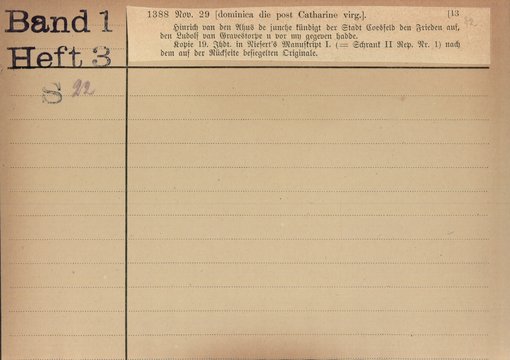 Band 1
Heft 3
S 22
1388 Nov. 29 [dominica die post Catharine virg.]. [13
Hinrich van den Ahus de junche kündigt der Stadt Coesfeld den Frieden auf,
den Ludolf van Gravestorpe u vor my gegeven hadde.
Kopie 19. Jhdt. in Niesert's Manuskript I. (= Schrank II Rep. Nr. 1) nach
dem auf der Rückseite besiegelten Originale.